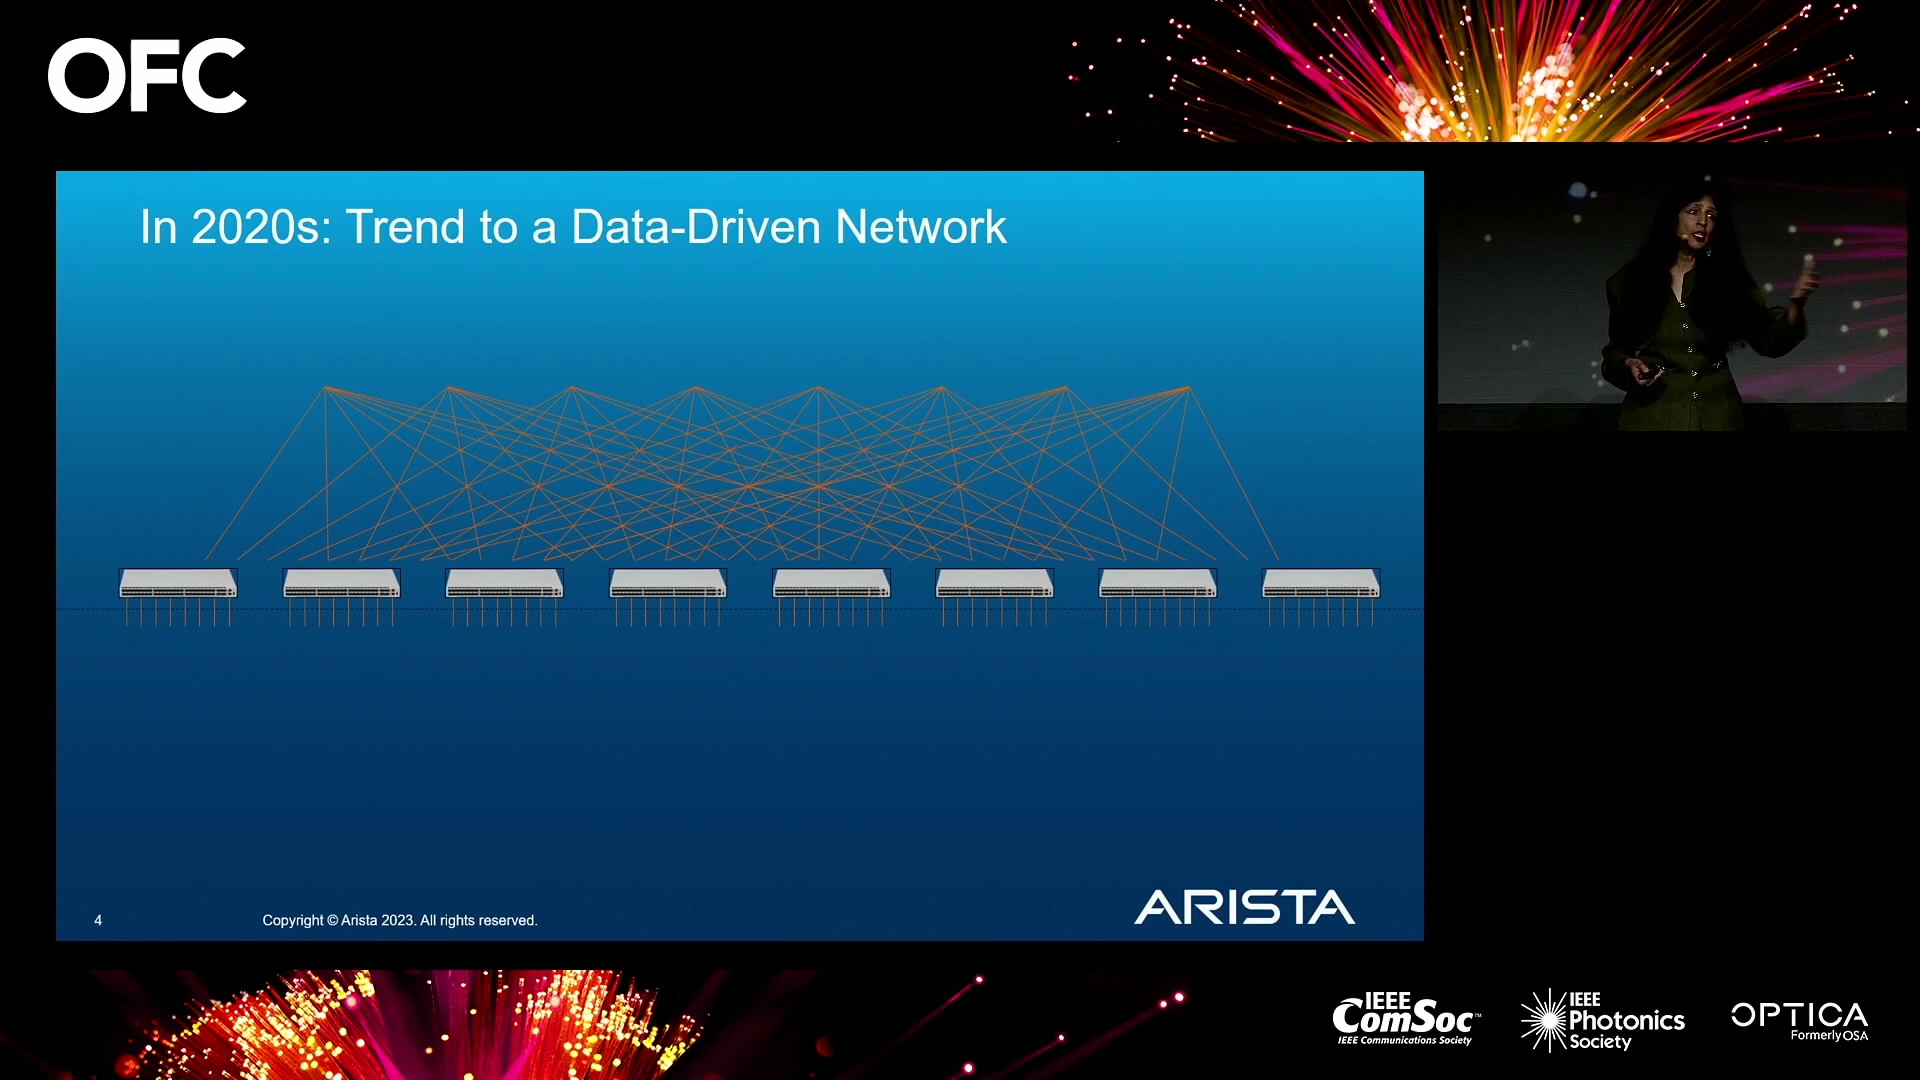 OFC
In 2020s: Trend to a Data-Driven Network
4
Copyright © Arista 2023. All rights reserved.
ARISTA
IEEE
ComSoc™
IEEE Communications Society
IEEE
Photonics
Society
OPTICA
Formerly OSA